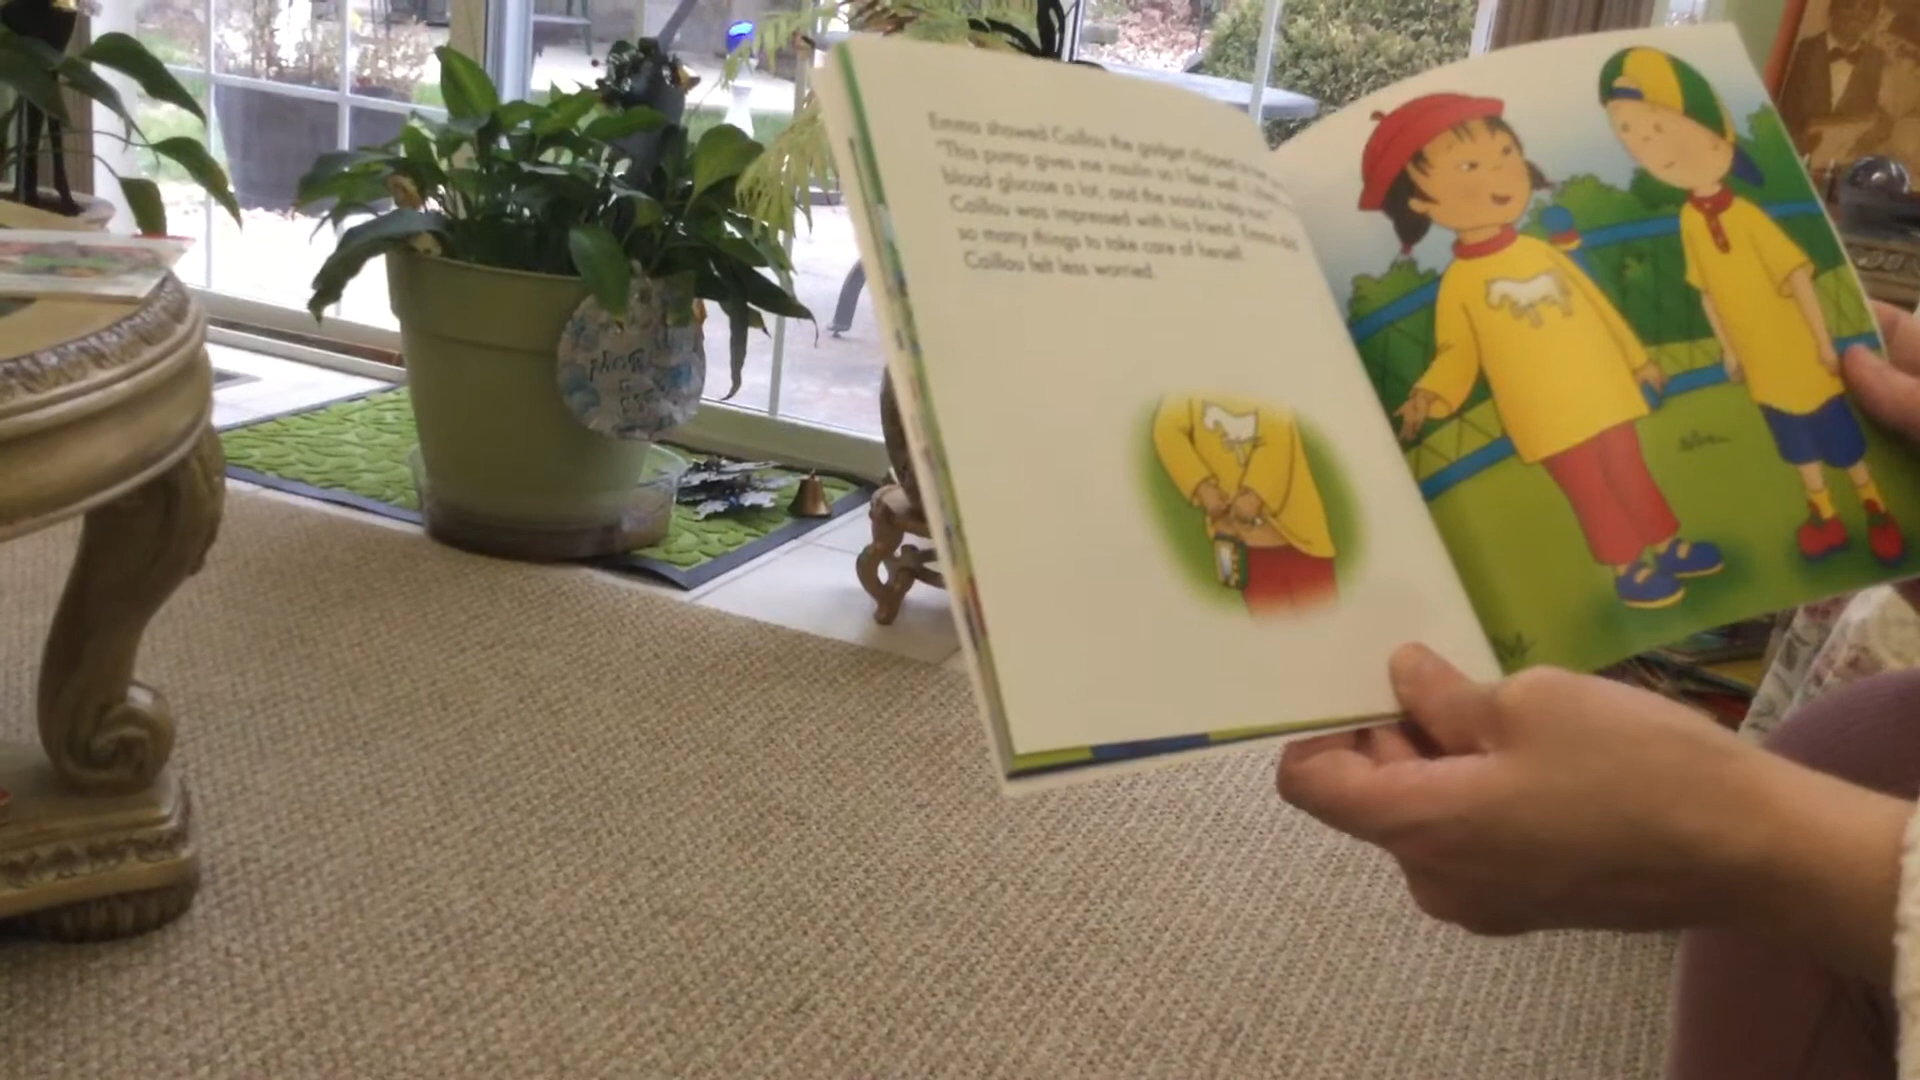 Emma showed Caillou the gadget clipped
"This pump gives me insulin so I feel well.
blood glucose a lot, and the snacks help too."
Caillou was impressed with his friend. Emma did
so many things to take care of herself.
Caillou felt less worried.